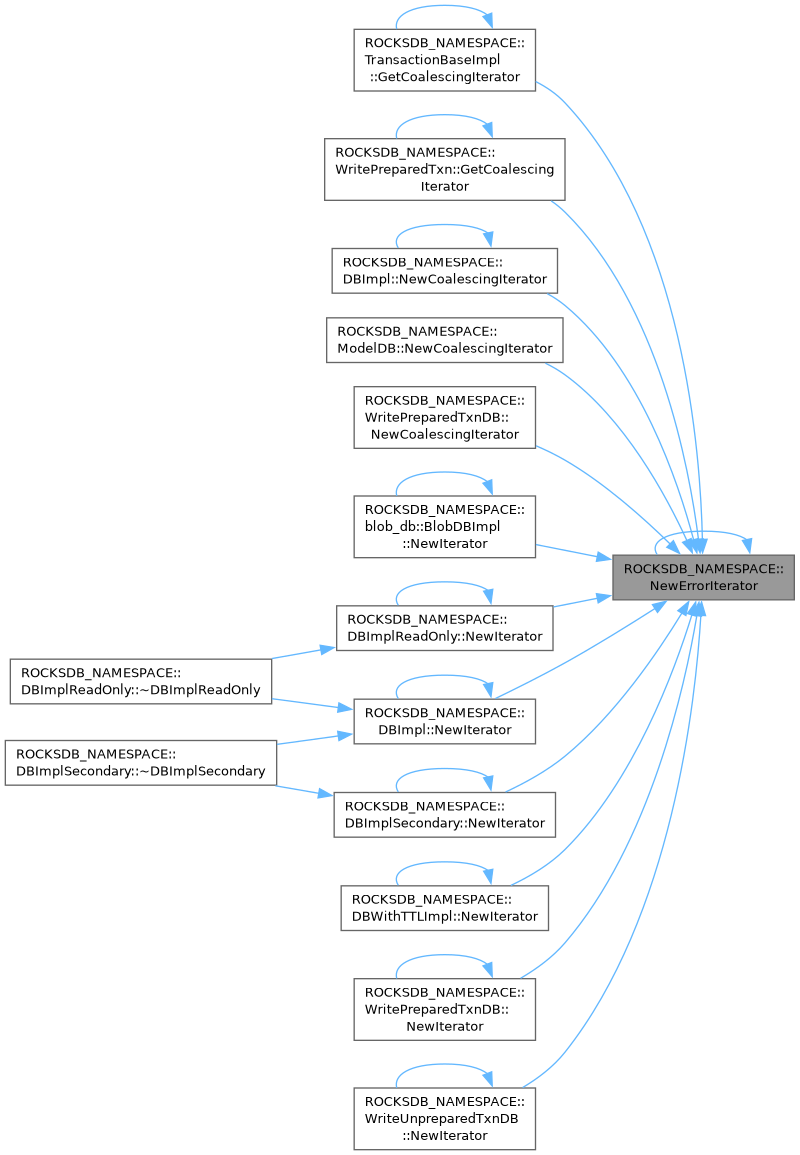 ROCKSDB_NAMESPACE::
TransactionBaseImpl
::GetCoalescingIterator
ROCKSDB_NAMESPACE::
WritePreparedTxn::GetCoalescing
Iterator
ROCKSDB_NAMESPACE::
DBImpl::NewCoalescingIterator
ROCKSDB_NAMESPACE::
ModelDB::NewCoalescingIterator
ROCKSDB_NAMESPACE::
WritePreparedTxnDB::
NewCoalescingIterator
ROCKSDB_NAMESPACE::
blob_db::BlobDBImpl
::NewIterator
ROCKSDB_NAMESPACE::
NewErrorIterator
ROCKSDB_NAMESPACE::
DBImplReadOnly::NewIterator
ROCKSDB_NAMESPACE::
DBImplReadOnly::~DBImplReadOnly
ROCKSDB_NAMESPACE::
DBImpl::NewIterator
ROCKSDB_NAMESPACE::
DBImplSecondary::~DBImplSecondary
ROCKSDB_NAMESPACE::
DBImplSecondary::NewIterator
ROCKSDB_NAMESPACE::
DBWithTTLImpl::NewIterator
ROCKSDB_NAMESPACE::
WritePreparedTxnDB::
NewIterator
ROCKSDB_NAMESPACE::
WriteUnpreparedTxnDB
::NewIterator